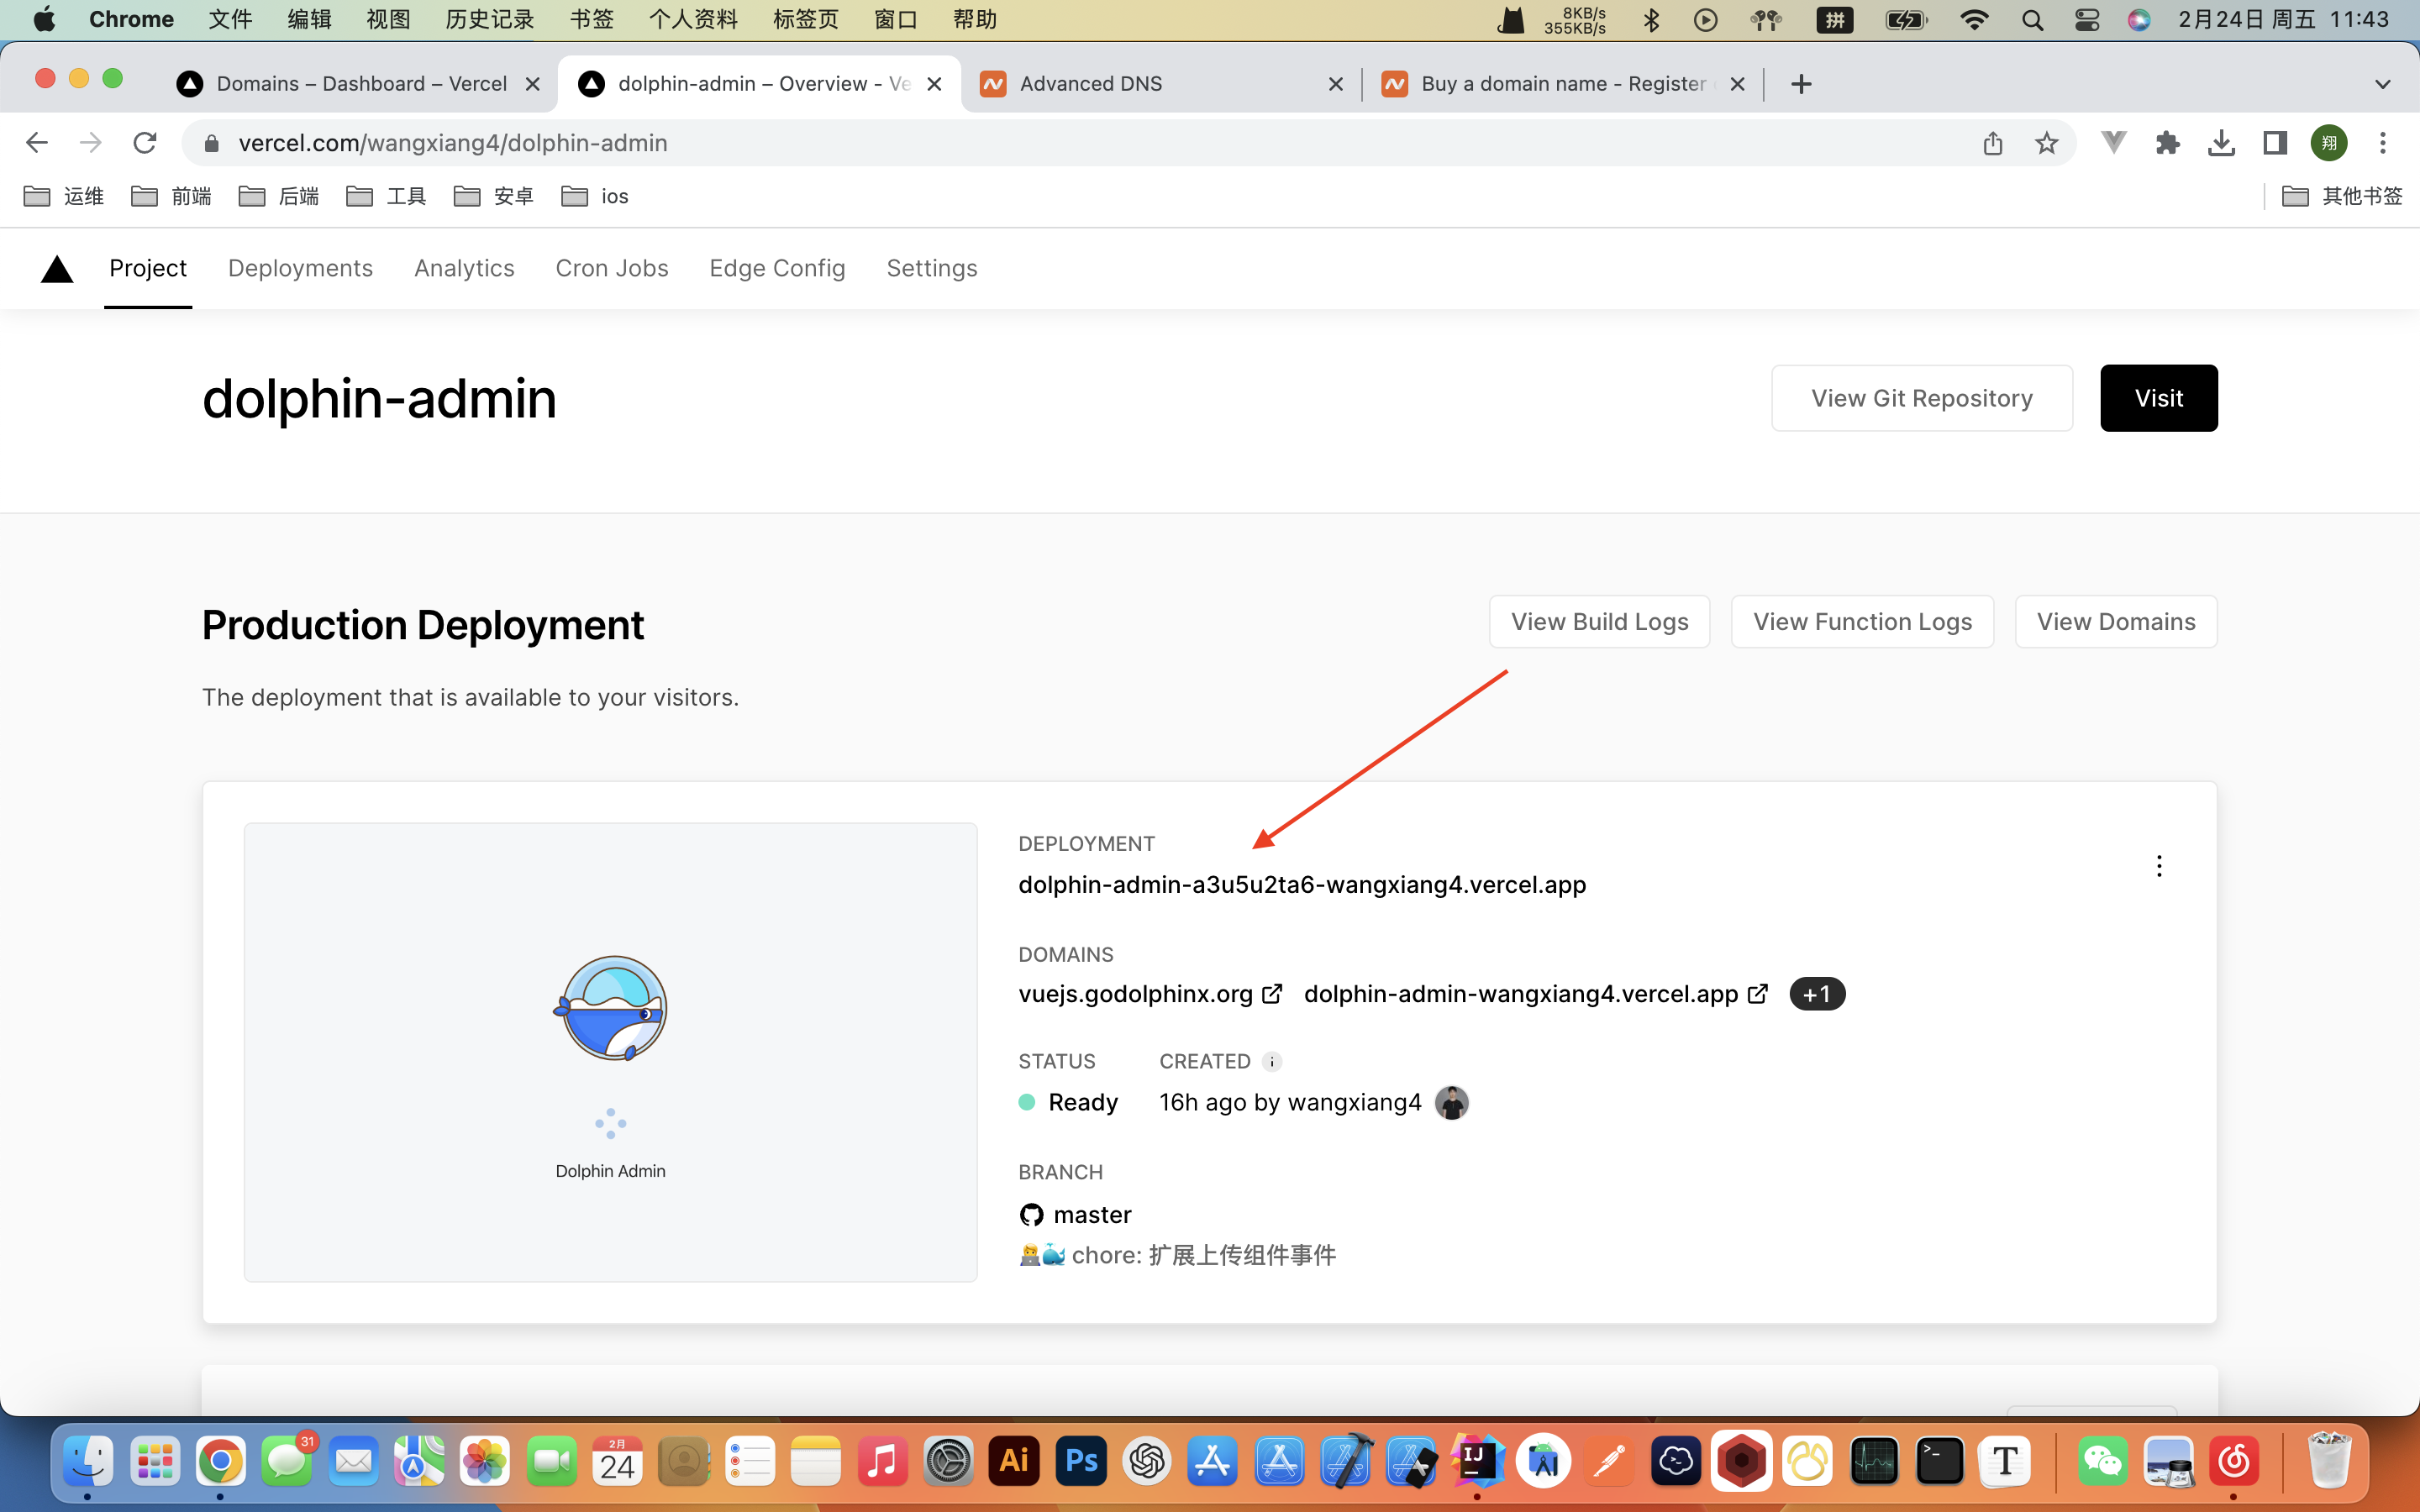 Chrome 文件 编辑 视图 历史记录 书签 个人资料 标签页 窗口 帮助 8KB/s 355KB/s 拼 2月24日 周五 11:43
Domains – Dashboard – Vercel dolphin-admin – Overview - Ve Advanced DNS Buy a domain name - Register
vercel.com/wangxiang4/dolphin-admin 翔
运维 前端 后端 工具 安卓 ios 其他书签
Project Deployments Analytics Cron Jobs Edge Config Settings
dolphin-admin View Git Repository Visit
Production Deployment View Build Logs View Function Logs View Domains
The deployment that is available to your visitors.
DEPLOYMENT
dolphin-admin-a3u5u2ta6-wangxiang4.vercel.app
DOMAINS
vuejs.godolphinx.org dolphin-admin-wangxiang4.vercel.app +1
STATUS CREATED
Ready 16h ago by wangxiang4
BRANCH
master
chore: 扩展上传组件事件
Dolphin Admin
31 2月 24 Ai Ps IJ T